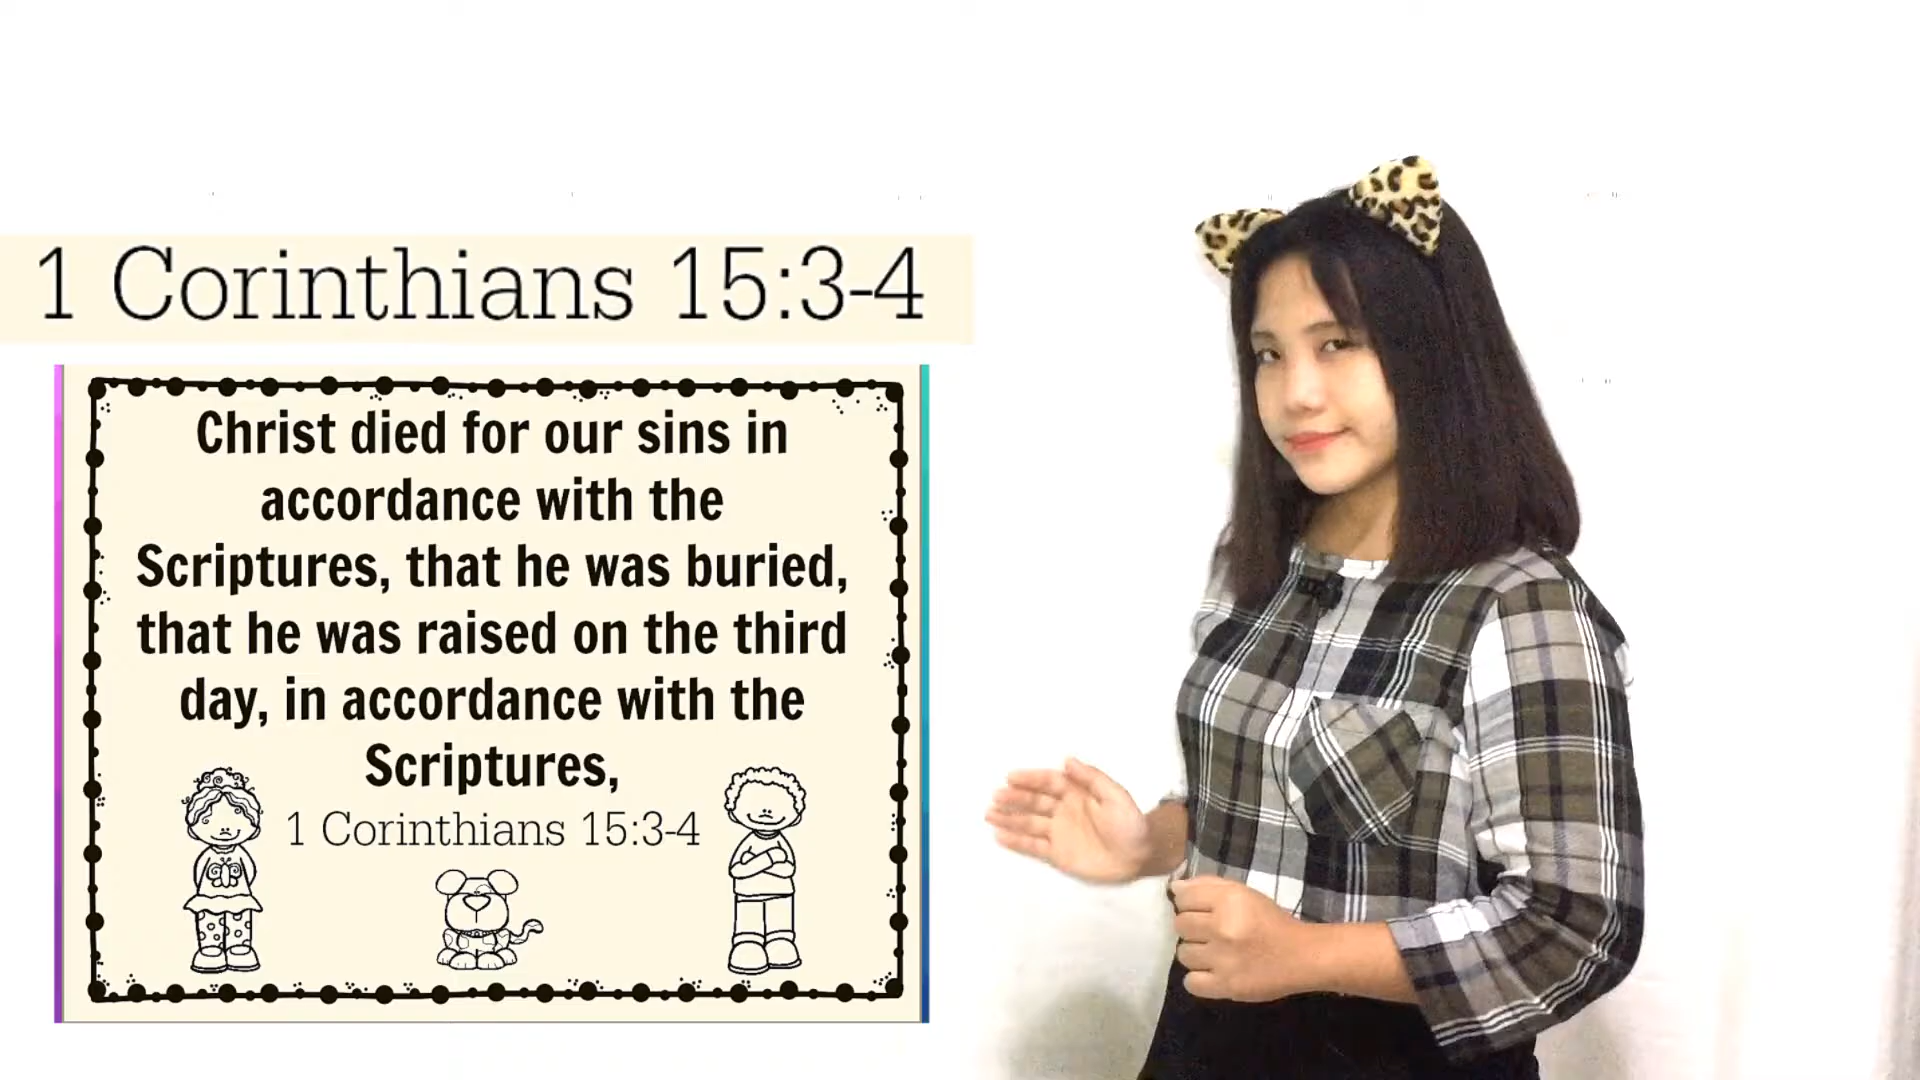 1 Corinthians 15:3-4
Christ died for our sins in
accordance with the
Scriptures, that he was buried,
that he was raised on the third
day, in accordance with the
Scriptures,
1 Corinthians 15:3-4